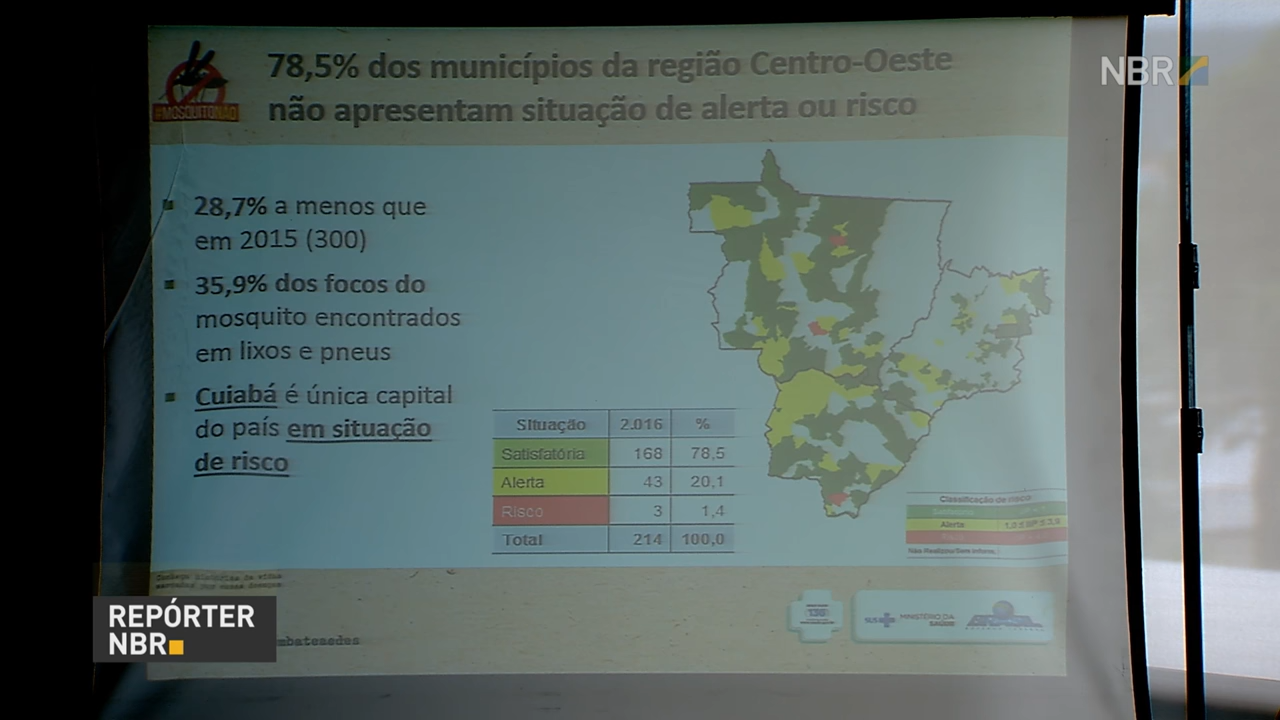 78,5% dos municípios da região Centro-Oeste
não apresentam situação de alerta ou risco
#MOSQUITONÃO
NBR
28,7% a menos que
em 2015 (300)
35,9% dos focos do
mosquito encontrados
em lixos e pneus
Cuiabá é única capital
do país em situação
de risco
Situação 2.016 %
Satisfatória 168 78,5
Alerta 43 20,1
Risco 3 1,4
Total 214 100,0
Classificação de risco
Alerta
REPÓRTER
NBR
SUS
MINISTÉRIO DA
SAÚDE